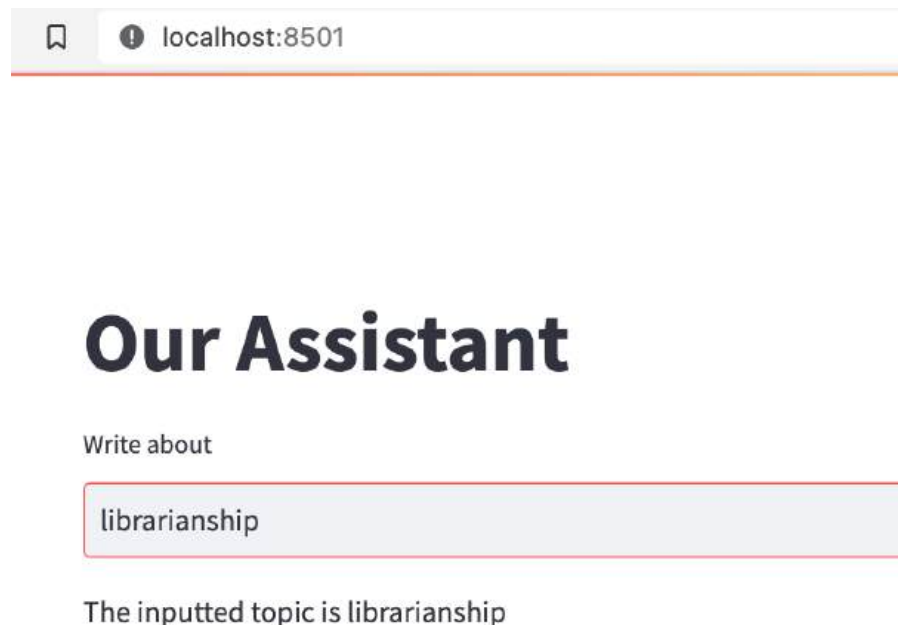 localhost:8501
Our Assistant
Write about
librarianship
The inputted topic is librarianship